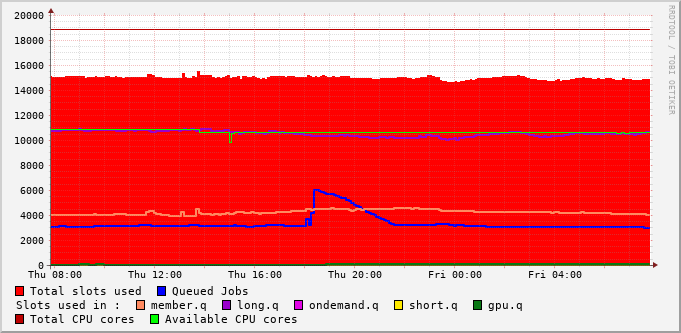 RRDTOOL / TOBI OETIKER
20000
18000
16000
14000
12000
10000
8000
6000
4000
2000
0
Thu 08:00 Thu 12:00 Thu 16:00 Thu 20:00 Fri 00:00 Fri 04:00
Total slots used Queued Jobs
Slots used in : member.q long.q ondemand.q short.q gpu.q
Total CPU cores Available CPU cores